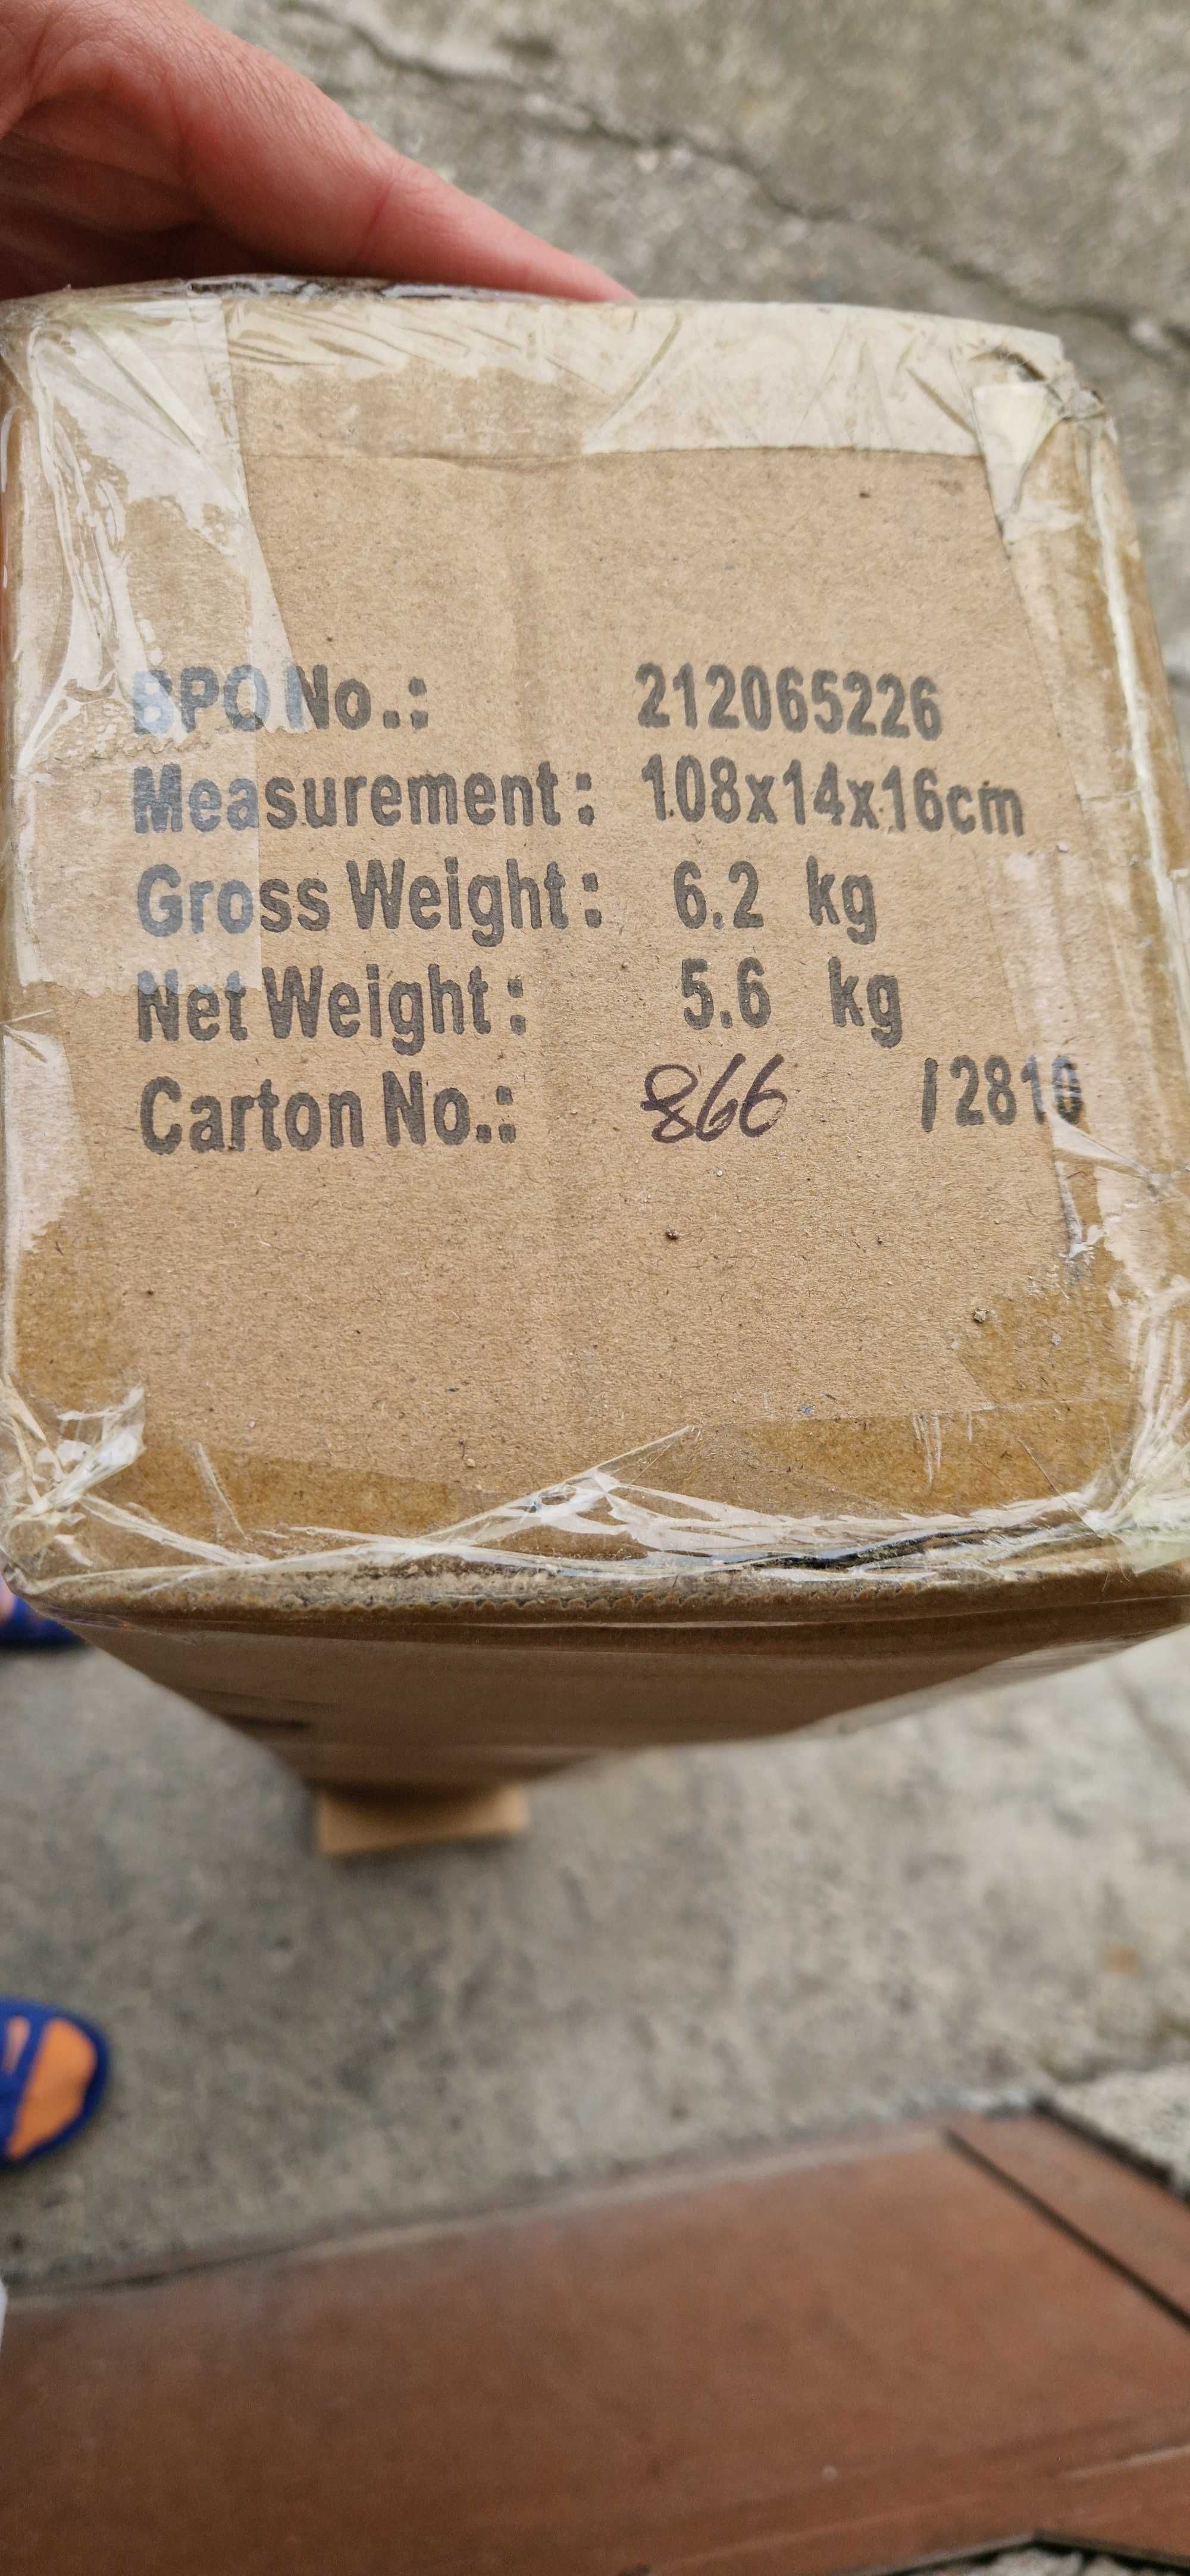 BPO No.: 212065226
Measurement: 108x14x16cm
Gross Weight: 6.2 kg
Net Weight: 5.6 kg
Carton No.: 866 /2810